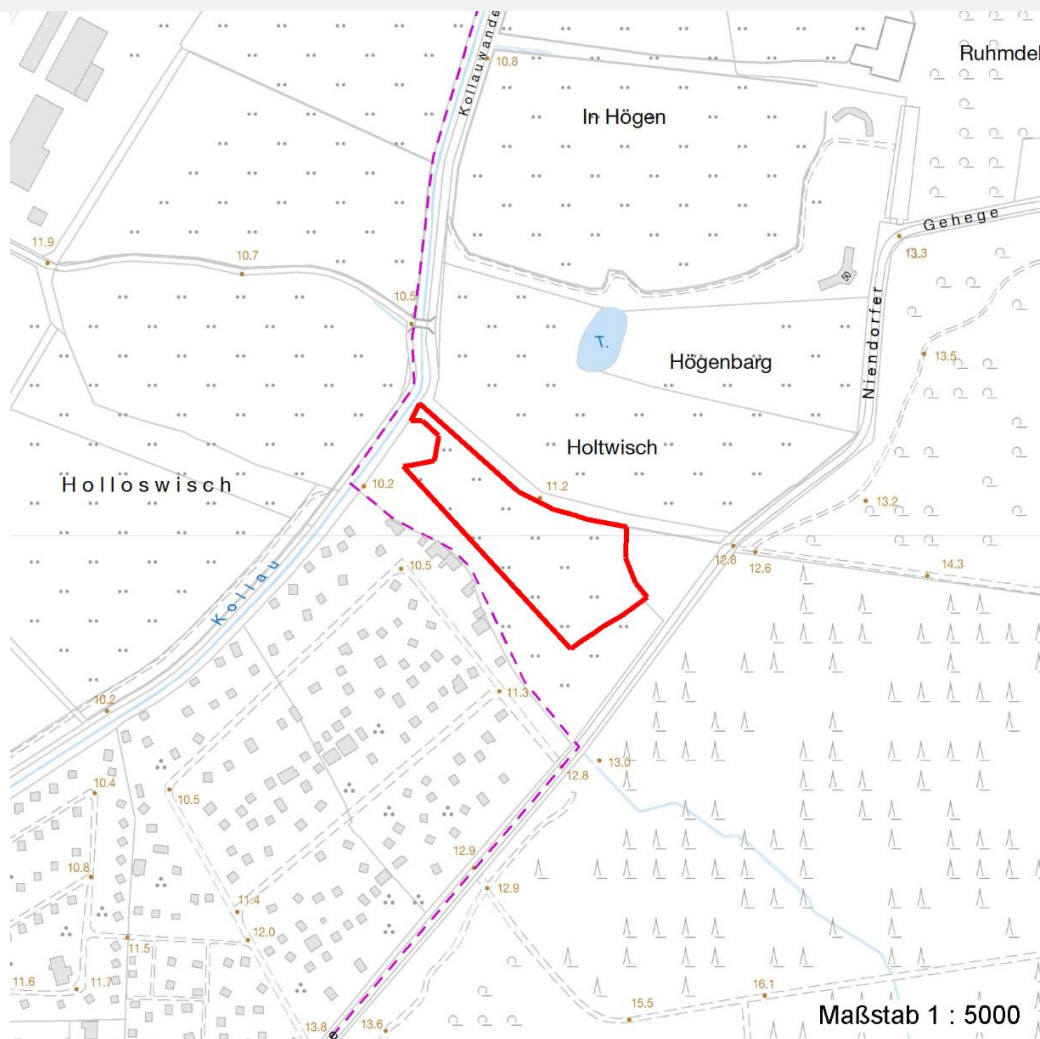 Ruhmdel
Kollauwande
10.8
In Högen
Gehege
11.9
13.3
10.7
50
10.5
T.
Niendorfer
13.5
Högenbarg
Holtwisch
Holloswisch
10.2
11.2
13.2
12.8
12.6
14.3
10.5
Kollau
11.3
10.2
13.0
12.8
10.4
10.5
12.9
10.8
12.9
11.4
12.0
11.5
11.6
11.7
16.1
15.5
13.8
13.6
e
Maßstab 1 : 5000